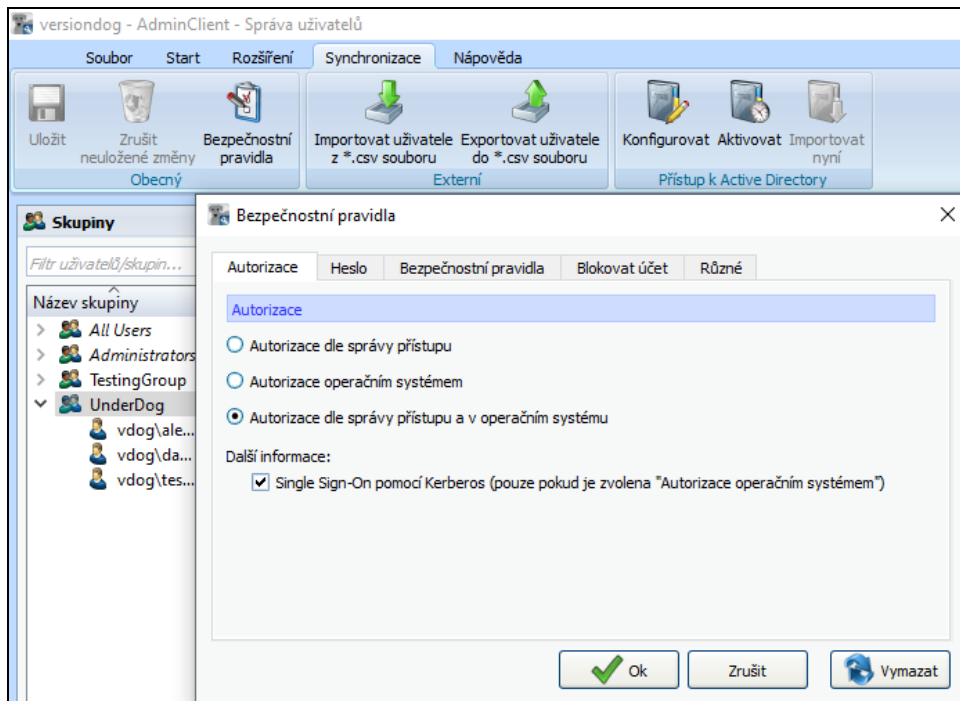 versiondog - AdminClient - Správa uživatelů
Soubor Start Rozšíření Synchronizace Nápověda
Uložit
Zrušit neuložené změny
Bezpečnostní pravidla
Importovat uživatele z *.csv souboru
Exportovat uživatele do *.csv souboru
Konfigurovat
Aktivovat
Importovat nyní
Obecný
Externí
Přístup k Active Directory
Skupiny
Filtr uživatelů/skupin...
Název skupiny
All Users
Administrators
TestingGroup
UnderDog
vdog\ale...
vdog\da...
vdog\tes...
Bezpečnostní pravidla
Autorizace Heslo Bezpečnostní pravidla Blokovat účet Různé
Autorizace
Autorizace dle správy přístupu
Autorizace operačním systémem
Autorizace dle správy přístupu a v operačním systému
Další informace:
Single Sign-On pomocí Kerberos (pouze pokud je zvolena "Autorizace operačním systémem")
Ok
Zrušit
Vymazat